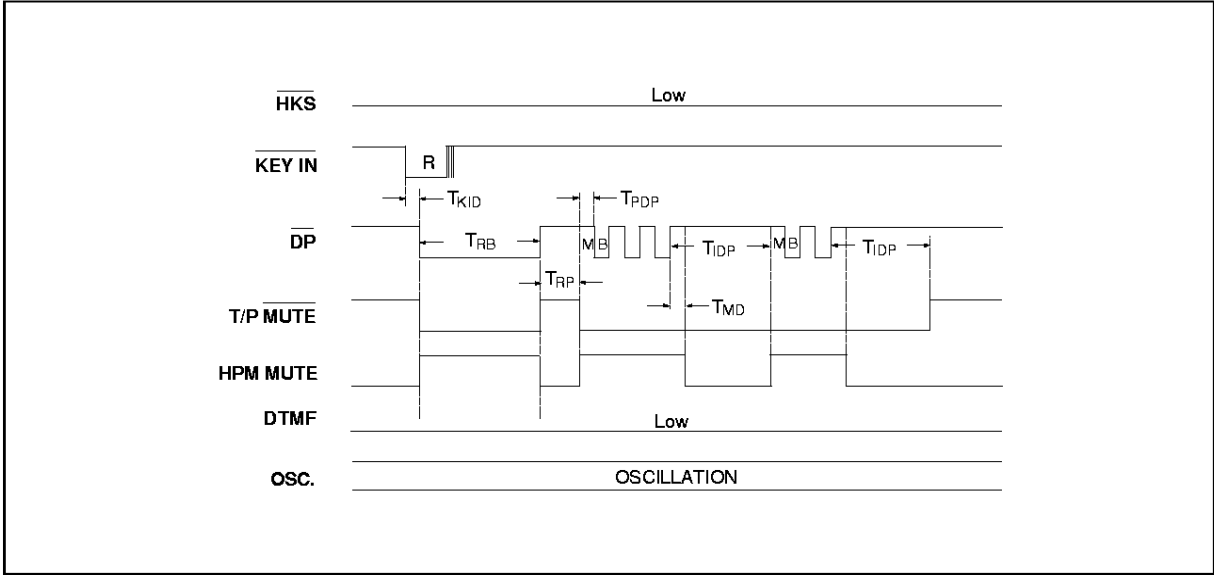 HKS Low
KEY IN R
TKID TPDP
DP TRB M B TIDP M B TIDP
TRP
T/P MUTE TMD
HPM MUTE
DTMF Low
OSC. OSCILLATION